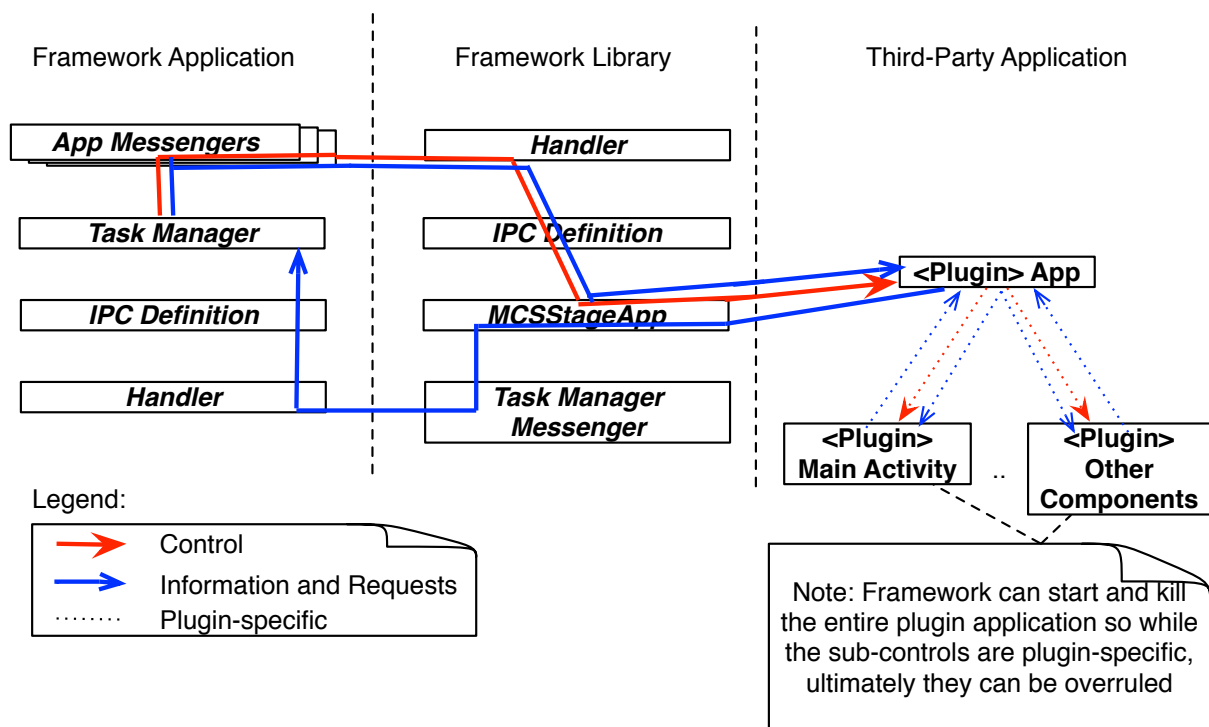 Framework Application
Framework Library
Third-Party Application
App Messengers
Handler
Task Manager
IPC Definition
<Plugin> App
IPC Definition
MCSStageApp
Handler
Task Manager
Messenger
<Plugin>
Main Activity
..
<Plugin>
Other
Components
Legend:
Control
Information and Requests
Plugin-specific
Note: Framework can start and kill
the entire plugin application so while
the sub-controls are plugin-specific,
ultimately they can be overruled